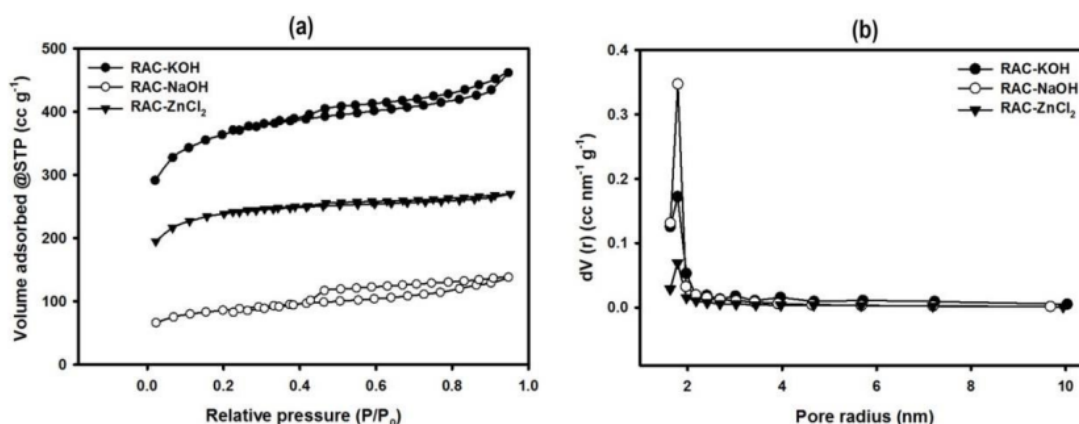 (a)
500
400
300
200
100
0
Volume adsorbed @STP (cc g⁻¹)
RAC-KOH
RAC-NaOH
RAC-ZnCl₂
0.0 0.2 0.4 0.6 0.8 1.0
Relative pressure (P/P₀)
(b)
0.4
0.3
0.2
0.1
0.0
dV (r) (cc nm⁻¹ g⁻¹)
RAC-KOH
RAC-NaOH
RAC-ZnCl₂
2 4 6 8 10
Pore radius (nm)